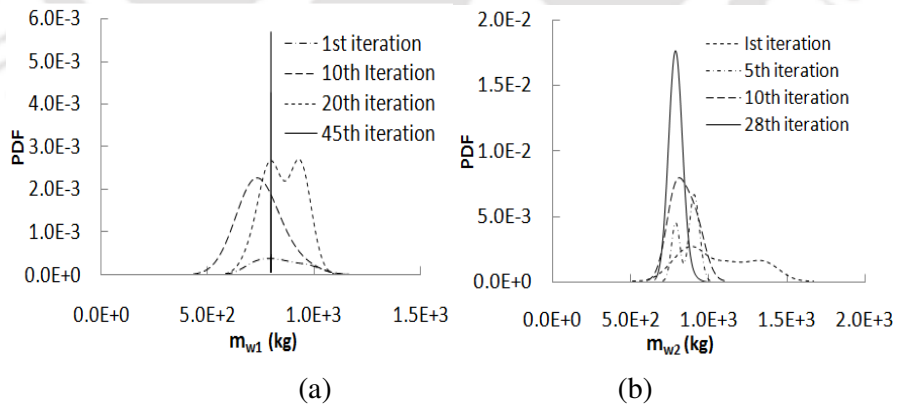 6.0E-3
5.0E-3
4.0E-3
3.0E-3
2.0E-3
1.0E-3
0.0E+0
PDF
1st iteration
10th Iteration
20th iteration
45th iteration
0.0E+0 5.0E+2 1.0E+3 1.5E+3
m_w1 (kg)
(a)
2.0E-2
1.5E-2
1.0E-2
5.0E-3
0.0E+0
PDF
Ist iteration
5th iteration
10th iteration
28th iteration
0.0E+0 5.0E+2 1.0E+3 1.5E+3 2.0E+3
m_w2 (kg)
(b)